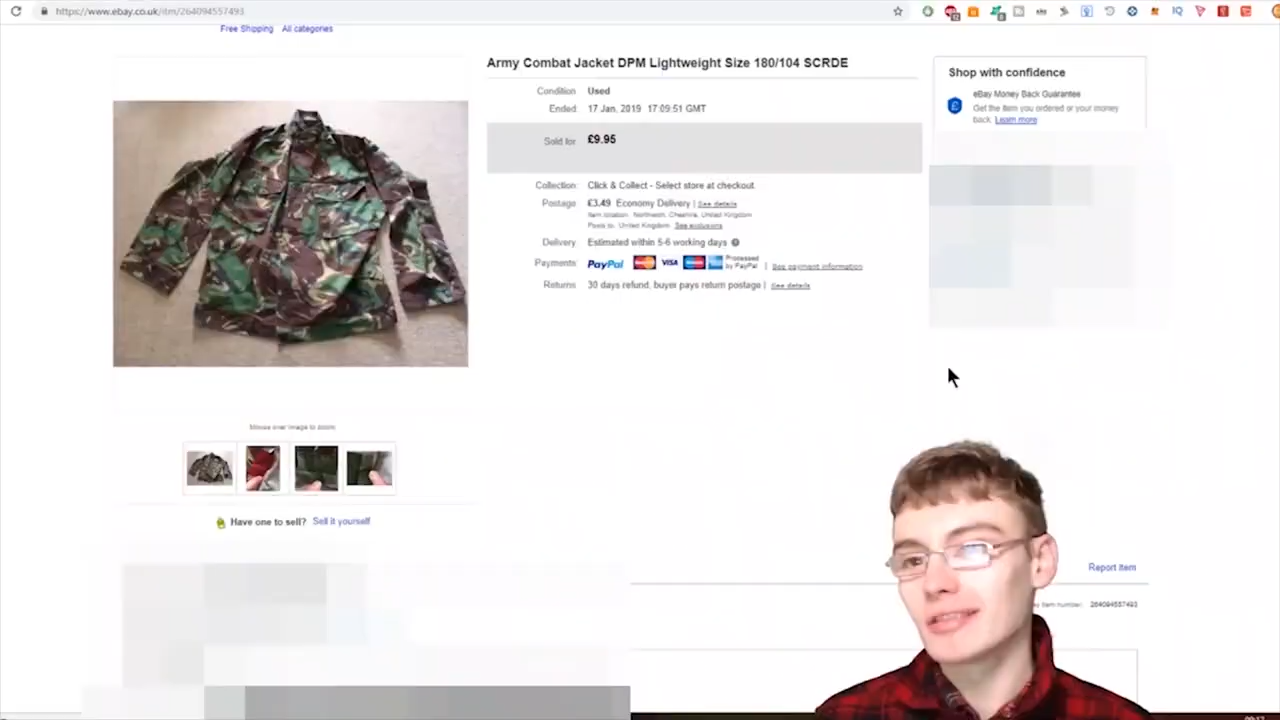 https://www.ebay.co.uk/itm/264094557493
Free Shipping All categories
Army Combat Jacket DPM Lightweight Size 180/104 SCRDE
Condition Used
Ended: 17 Jan, 2019 17:09:51 GMT
Sold for £9.95
Collection: Click & Collect - Select store at checkout.
Postage: £3.49 Economy Delivery | See details
Item location: Northwich, Cheshire, United Kingdom
Posts to: United Kingdom See exclusions
Delivery: Estimated within 5-6 working days
Payments: PayPal VISA Processed by PayPal | See payment information
Returns: 30 days refund, buyer pays return postage | See details
Shop with confidence
eBay Money Back Guarantee
Get the item you ordered or your money
back. Learn more
Mouse over image to zoom
Have one to sell? Sell it yourself
Report item
item number: 264094557493